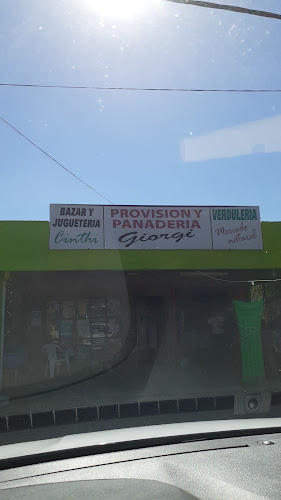 BAZAR Y
JUGUETERIA
Cinthi
PROVISION Y
PANADERIA
Giorgi
VERDULERIA
Mercado
natural